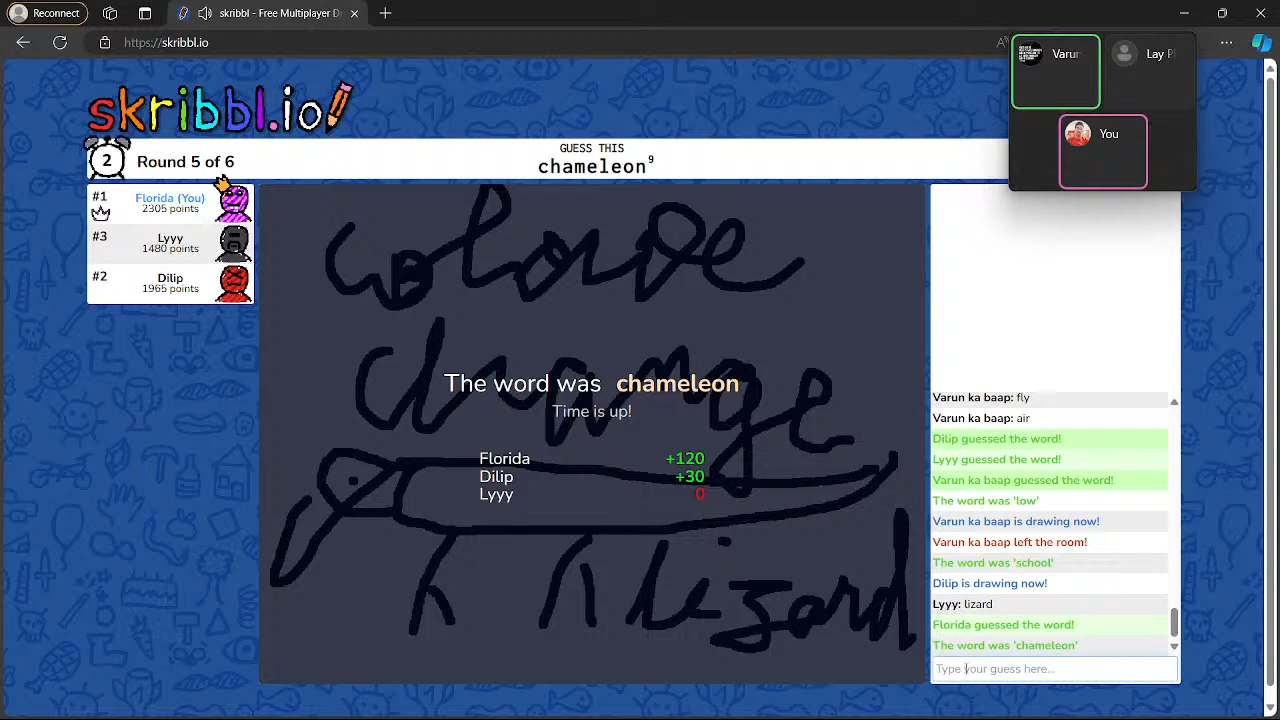 Reconnect
skribbl - Free Multiplayer D
https://skribbl.io
Varun
Lay P
You
skribbl.io
2
Round 5 of 6
GUESS THIS
chameleon 9
#1
Florida (You)
2305 points
#3
Lyyy
1480 points
#2
Dilip
1965 points
change
lizard
The word was chameleon
Time is up!
Florida +120
Dilip +30
Lyyy 0
Varun ka baap: fly
Varun ka baap: air
Dilip guessed the word!
Lyyy guessed the word!
Varun ka baap guessed the word!
The word was 'low'
Varun ka baap is drawing now!
Varun ka baap left the room!
The word was 'school'
Dilip is drawing now!
Lyyy: lizard
Florida guessed the word!
The word was 'chameleon'
Type your guess here...